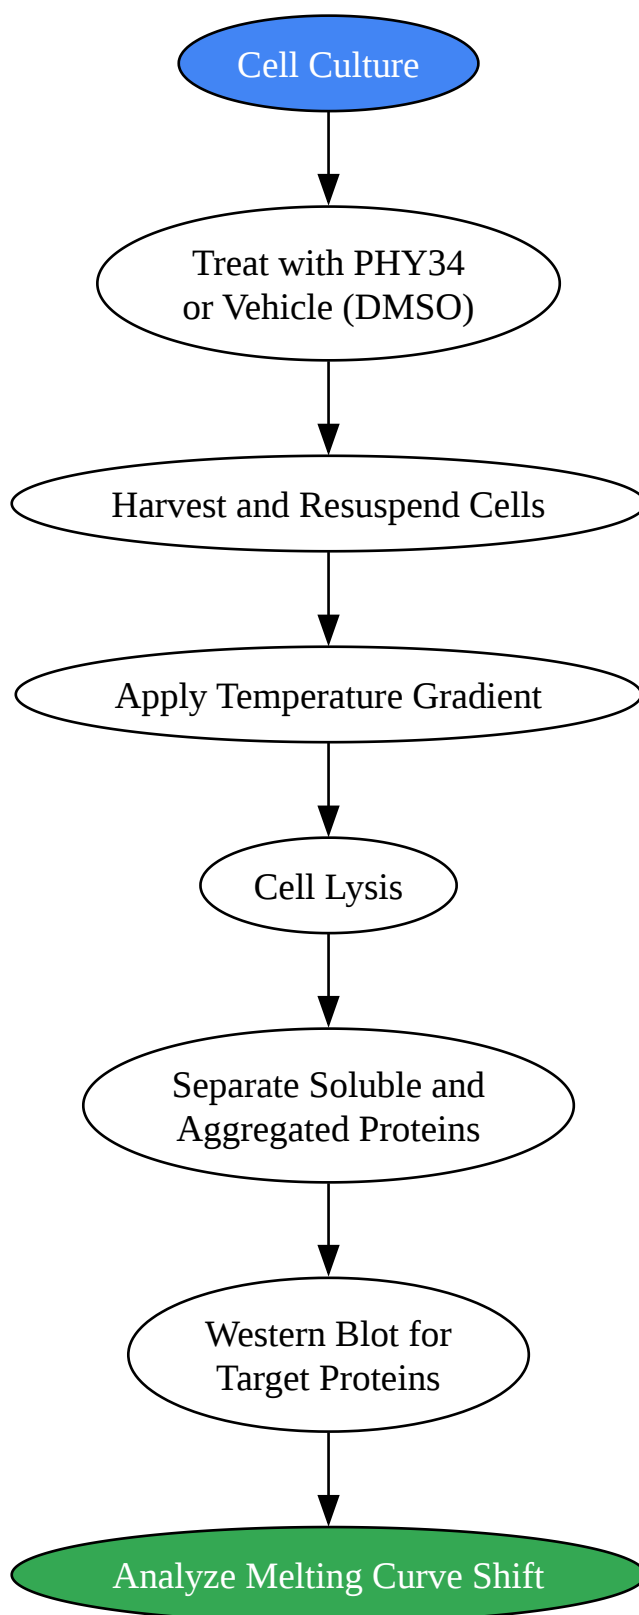 Cell Culture
Treat with PHY34
or Vehicle (DMSO)
Harvest and Resuspend Cells
Apply Temperature Gradient
Cell Lysis
Separate Soluble and
Aggregated Proteins
Western Blot for
Target Proteins
Analyze Melting Curve Shift